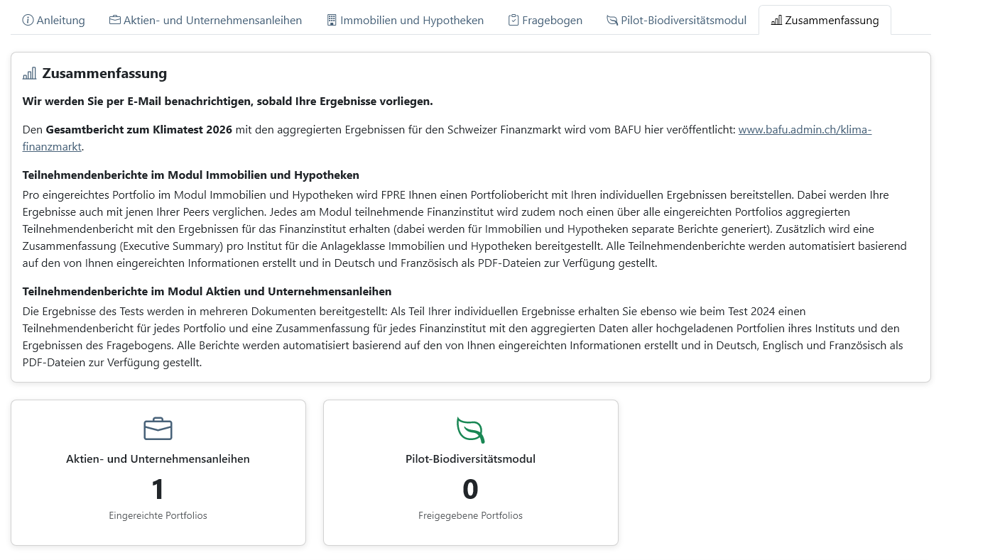 Anleitung Aktien- und Unternehmensanleihen Immobilien und Hypotheken Fragebogen Pilot-Biodiversitätsmodul Zusammenfassung
Zusammenfassung
Wir werden Sie per E-Mail benachrichtigen, sobald Ihre Ergebnisse vorliegen.
Den Gesamtbericht zum Klimatest 2026 mit den aggregierten Ergebnissen für den Schweizer Finanzmarkt wird vom BAFU hier veröffentlicht: www.bafu.admin.ch/klima-
finanzmarkt.
Teilnehmendenberichte im Modul Immobilien und Hypotheken
Pro eingereichtes Portfolio im Modul Immobilien und Hypotheken wird FPRE Ihnen einen Portfoliobericht mit Ihren individuellen Ergebnissen bereitstellen. Dabei werden Ihre
Ergebnisse auch mit jenen Ihrer Peers verglichen. Jedes am Modul teilnehmende Finanzinstitut wird zudem noch einen über alle eingereichten Portfolios aggregierten
Teilnehmendenbericht mit den Ergebnissen für das Finanzinstitut erhalten (dabei werden für Immobilien und Hypotheken separate Berichte generiert). Zusätzlich wird eine
Zusammenfassung (Executive Summary) pro Institut für die Anlageklasse Immobilien und Hypotheken bereitgestellt. Alle Teilnehmendenberichte werden automatisiert basierend
auf den von Ihnen eingereichten Informationen erstellt und in Deutsch und Französisch als PDF-Dateien zur Verfügung gestellt.
Teilnehmendenberichte im Modul Aktien und Unternehmensanleihen
Die Ergebnisse des Tests werden in mehreren Dokumenten bereitgestellt: Als Teil Ihrer individuellen Ergebnisse erhalten Sie ebenso wie beim Test 2024 einen
Teilnehmendenbericht für jedes Portfolio und eine Zusammenfassung für jedes Finanzinstitut mit den aggregierten Daten aller hochgeladenen Portfolien ihres Instituts und den
Ergebnissen des Fragebogens. Alle Berichte werden automatisiert basierend auf den von Ihnen eingereichten Informationen erstellt und in Deutsch, Englisch und Französisch als
PDF-Dateien zur Verfügung gestellt.
Aktien- und Unternehmensanleihen
1
Eingereichte Portfolios
Pilot-Biodiversitätsmodul
0
Freigegebene Portfolios